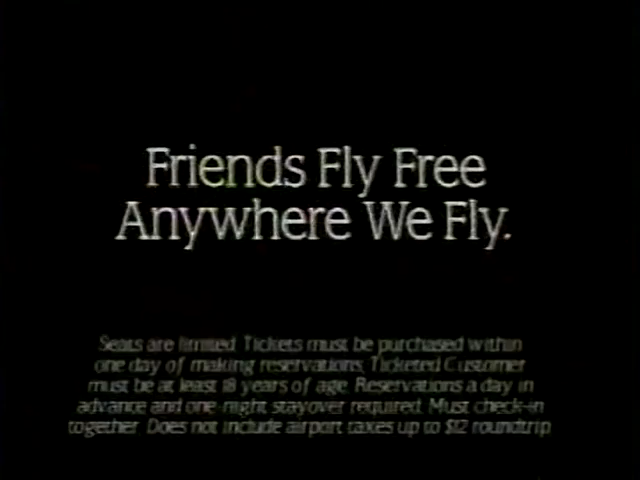 Friends Fly Free
Anywhere We Fly.
Seats are limited. Tickets must be purchased within
one day of making reservations. Ticketed Customer
must be at least 18 years of age. Reservations a day in
advance and one-night stayover required. Must check-in
together. Does not include airport taxes up to $12 roundtrip.